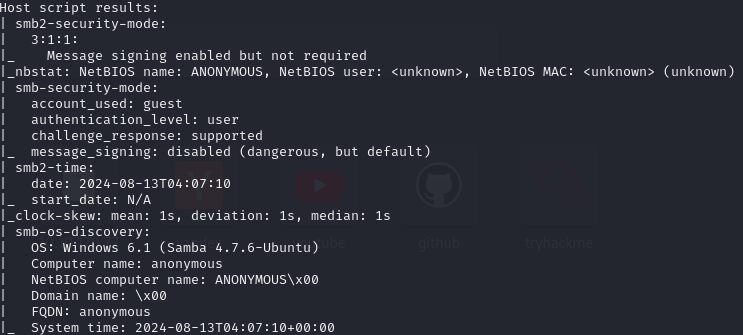 Host script results:
| smb2-security-mode:
|   3:1:1:
|_    Message signing enabled but not required
|_nbstat: NetBIOS name: ANONYMOUS, NetBIOS user: <unknown>, NetBIOS MAC: <unknown> (unknown)
| smb-security-mode:
|   account_used: guest
|   authentication_level: user
|   challenge_response: supported
|_  message_signing: disabled (dangerous, but default)
| smb2-time:
|   date: 2024-08-13T04:07:10
|_  start_date: N/A
|_clock-skew: mean: 1s, deviation: 1s, median: 1s
| smb-os-discovery:
|   OS: Windows 6.1 (Samba 4.7.6-Ubuntu)
|   Computer name: anonymous
|   NetBIOS computer name: ANONYMOUS\x00
|   Domain name: \x00
|   FQDN: anonymous
|_  System time: 2024-08-13T04:07:10+00:00
github
tryhackme